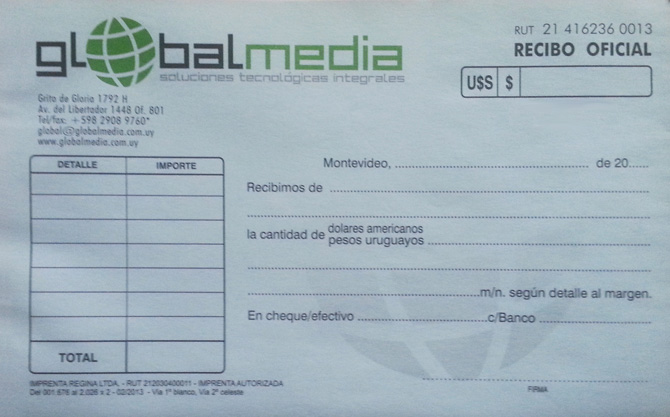 globalmedia
soluciones tecnológicas integrales
RUT 21 416236 0013
RECIBO OFICIAL
U$S $
Grito de Gloria 1792 H
Av. del Libertador 1448 Of. 801
Tel/fax: +598 2908 9760*
global@globalmedia.com.uy
www.globalmedia.com.uy
DETALLE IMPORTE
TOTAL
Montevideo, ........................................................ de 20......
Recibimos de ....................................................................................
la cantidad de dolares americanos
pesos uruguayos ..........................................................
................................m/n. según detalle al margen.
En cheque/efectivo ......................................c/Banco ................................
FIRMA
IMPRENTA REGINA LTDA. - RUT 212030400011 - IMPRENTA AUTORIZADA
Del 001.676 al 2.026 x 2 - 02/2013 - Vía 1º blanco, Vía 2º celeste